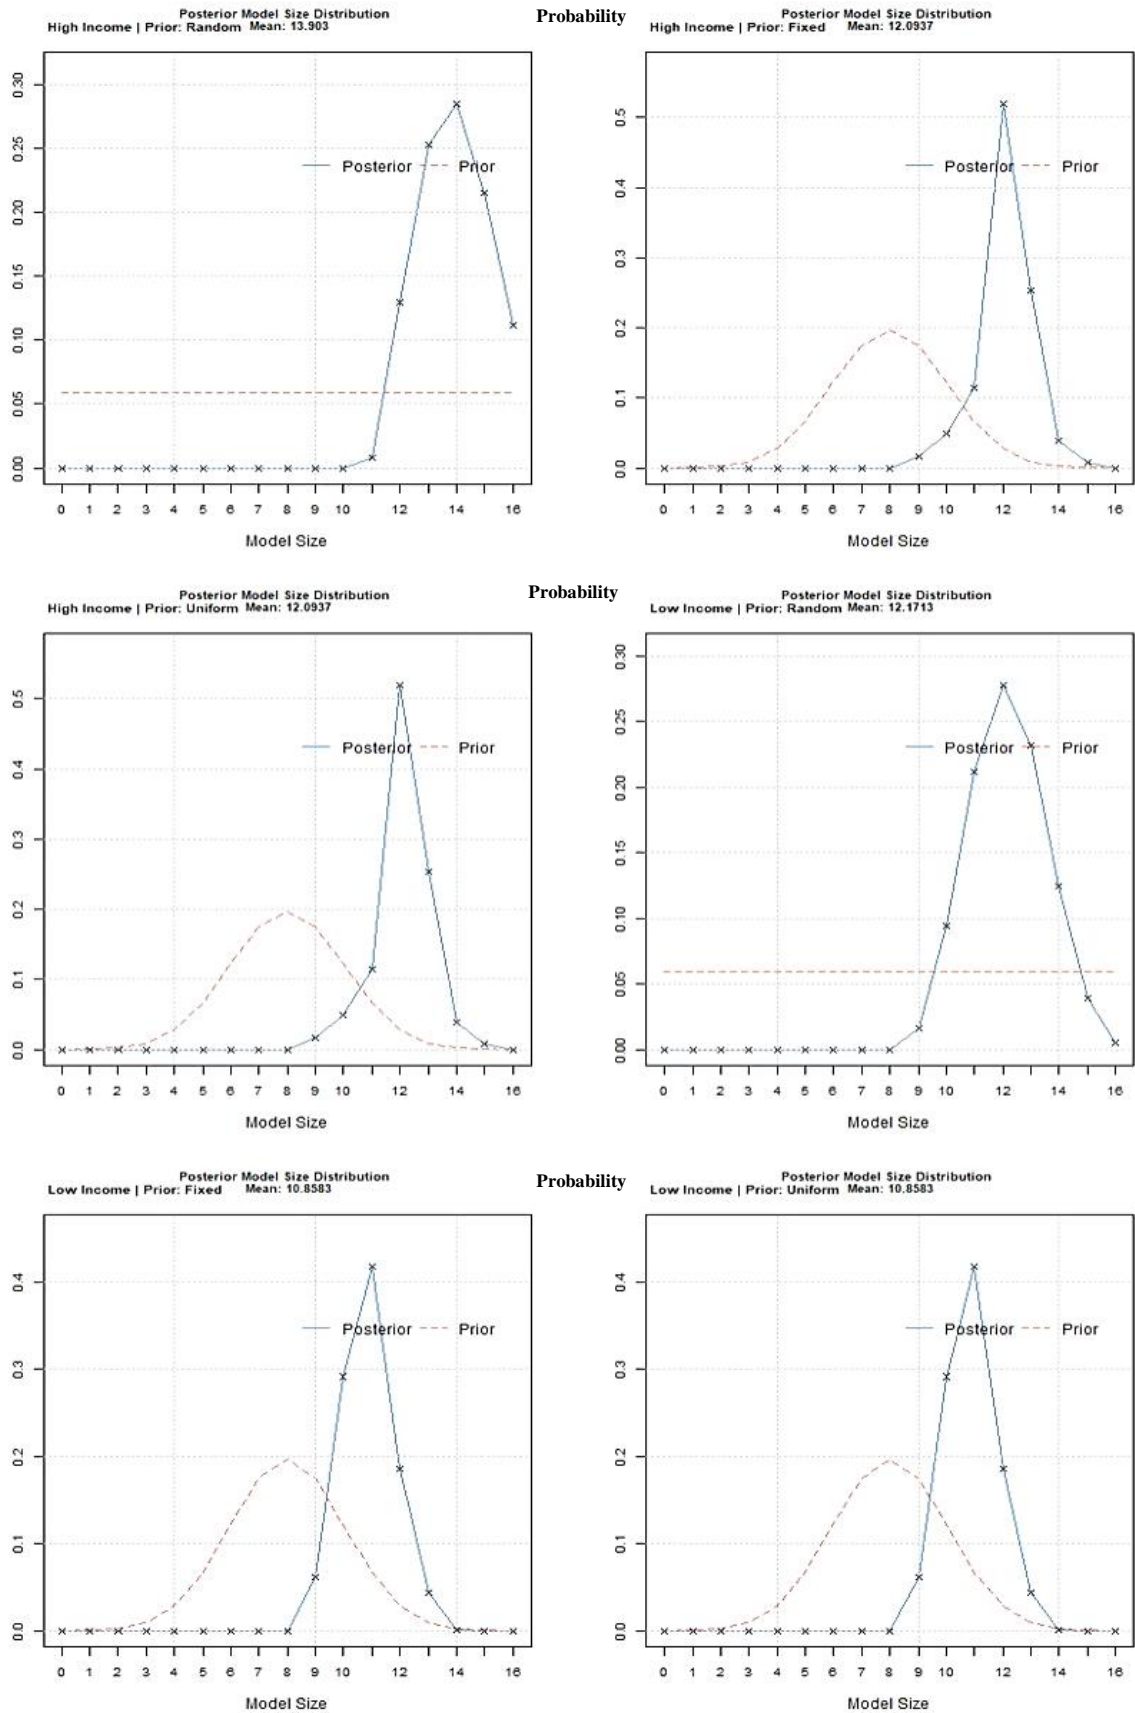 Probability
Posterior Model Size Distribution
High Income | Prior: Random Mean: 13.903
0.30
0.25
0.20
0.15
0.10
0.05
0.00
Posterior Prior
0 1 2 3 4 5 6 7 8 9 10 12 14 16
Model Size
Posterior Model Size Distribution
High Income | Prior: Fixed Mean: 12.0937
0.5
0.4
0.3
0.2
0.1
0.0
Posterior Prior
0 1 2 3 4 5 6 7 8 9 10 12 14 16
Model Size
Probability
Posterior Model Size Distribution
High Income | Prior: Uniform Mean: 12.0937
0.5
0.4
0.3
0.2
0.1
0.0
Posterior Prior
0 1 2 3 4 5 6 7 8 9 10 12 14 16
Model Size
Posterior Model Size Distribution
Low Income | Prior: Random Mean: 12.1713
0.30
0.25
0.20
0.15
0.10
0.05
0.00
Posterior Prior
0 1 2 3 4 5 6 7 8 9 10 12 14 16
Model Size
Probability
Posterior Model Size Distribution
Low Income | Prior: Fixed Mean: 10.8583
0.4
0.3
0.2
0.1
0.0
Posterior Prior
0 1 2 3 4 5 6 7 8 9 10 12 14 16
Model Size
Posterior Model Size Distribution
Low Income | Prior: Uniform Mean: 10.8583
0.4
0.3
0.2
0.1
0.0
Posterior Prior
0 1 2 3 4 5 6 7 8 9 10 12 14 16
Model Size